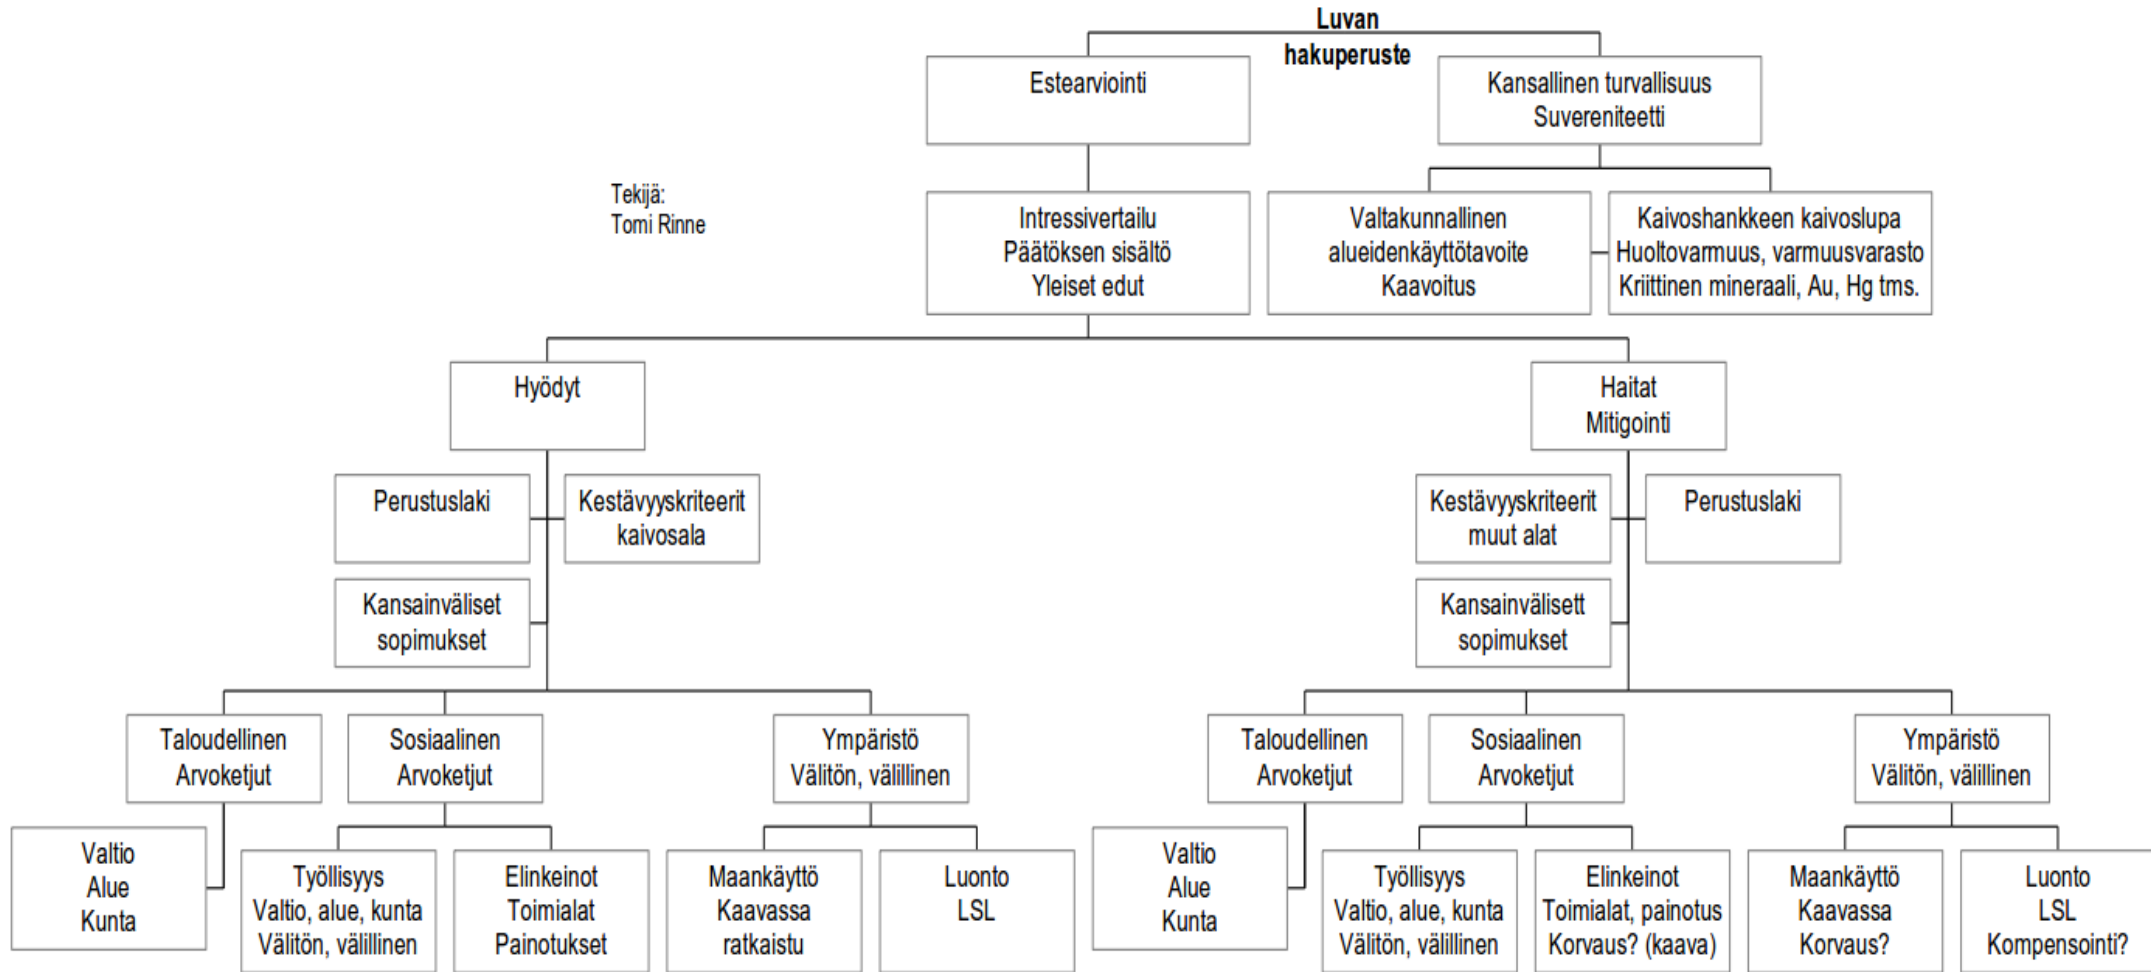 Luvan
hakuperuste
Estearviointi
Kansallinen turvallisuus
Suvereniteetti
Tekijä:
Tomi Rinne
Intressivertailu
Päätöksen sisältö
Yleiset edut
Valtakunnallinen
alueidenkäyttötavoite
Kaavoitus
Kaivoshankkeen kaivoslupa
Huoltovarmuus, varmuusvarasto
Kriittinen mineraali, Au, Hg tms.
Hyödyt
Haitat
Mitigointi
Perustuslaki
Kestävyyskriteerit
kaivosala
Kansainväliset
sopimukset
Kestävyyskriteerit
muut alat
Perustuslaki
Kansainvälisett
sopimukset
Taloudellinen
Arvoketjut
Sosiaalinen
Arvoketjut
Ympäristö
Välitön, välillinen
Valtio
Alue
Kunta
Työllisyys
Valtio, alue, kunta
Välitön, välillinen
Elinkeinot
Toimialat
Painotukset
Maankäyttö
Kaavassa
ratkaistu
Luonto
LSL
Taloudellinen
Arvoketjut
Sosiaalinen
Arvoketjut
Ympäristö
Välitön, välillinen
Valtio
Alue
Kunta
Työllisyys
Valtio, alue, kunta
Välitön, välillinen
Elinkeinot
Toimialat, painotus
Korvaus? (kaava)
Maankäyttö
Kaavassa
Korvaus?
Luonto
LSL
Kompensointi?